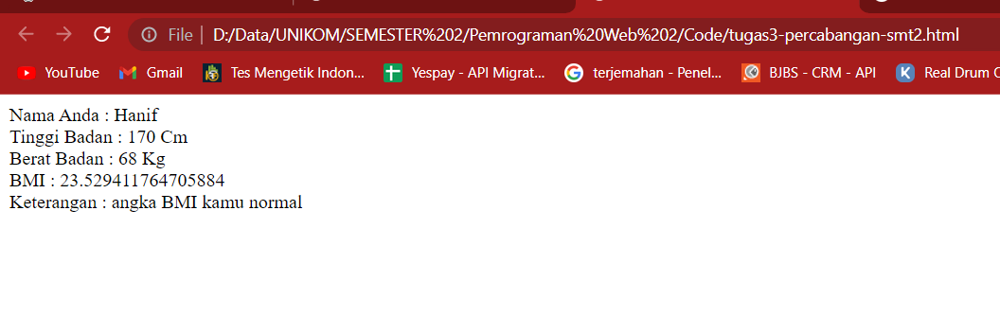 File | D:/Data/UNIKOM/SEMESTER%202/Pemrograman%20Web%202/Code/tugas3-percabangan-smt2.html
YouTube Gmail Tes Mengetik Indon... Yespay - API Migrat... terjemahan - Penel... BJBS - CRM - API Real Drum
Nama Anda : Hanif
Tinggi Badan : 170 Cm
Berat Badan : 68 Kg
BMI : 23.529411764705884
Keterangan : angka BMI kamu normal